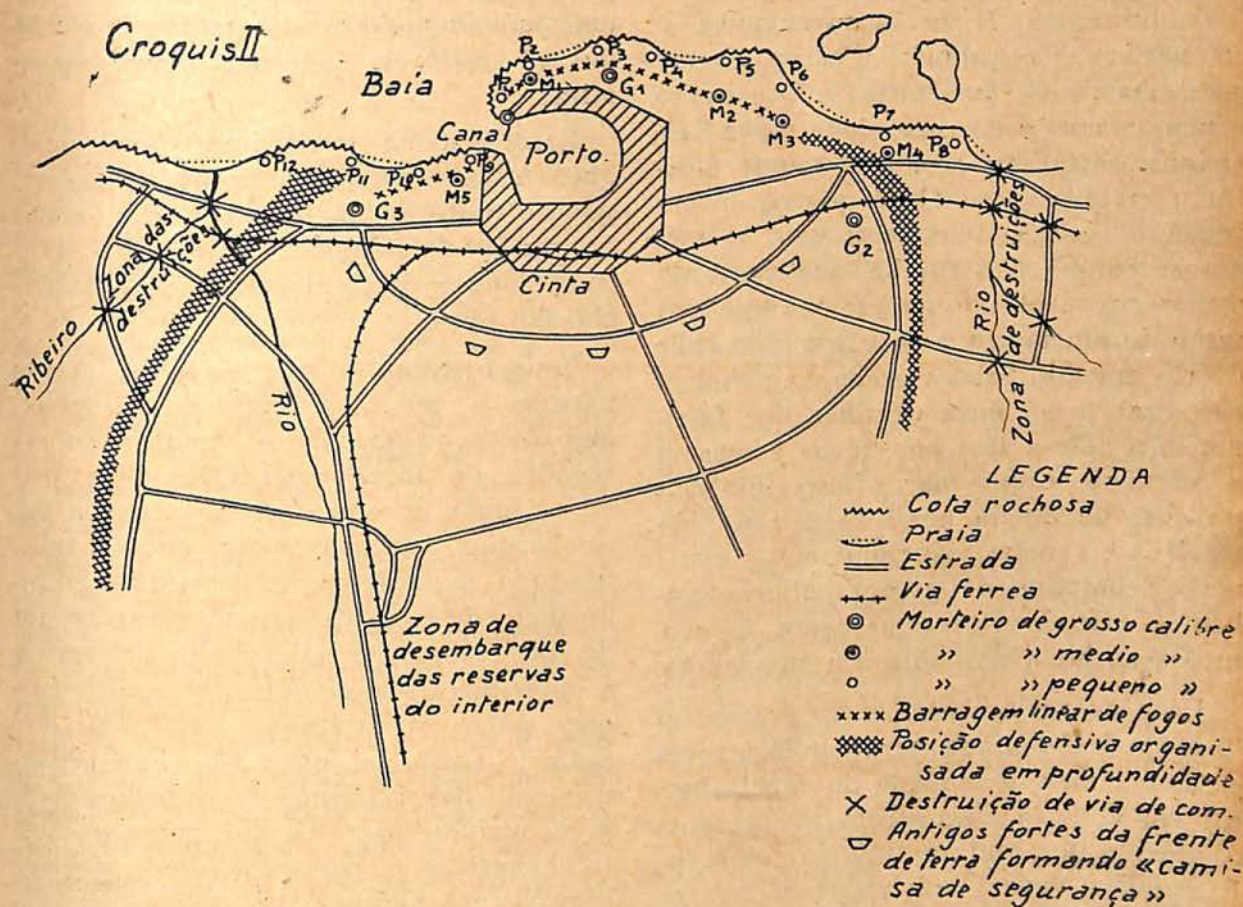 Croquis II
Baía
P2
P3
P4
P5
P6
P
M1
G1
M2
M3
P7
P8
M4
Canal
Porto.
P12
P11
P10
P9
M5
G3
G2
Cinta
Zona das
destruições
Ribeiro
Rio
Rio
Zona de destruições
Zona de
desembarque
das reservas
do interior
LEGENDA
Cota rochosa
Praia
Estrada
Via ferrea
Morteiro de grosso calibre
» » medio »
» » pequeno »
Barragem linear de fogos
Posição defensiva organi-
sada em profundidade
Destruição de via de com.
Antigos fortes da frente
de terra formando «cami-
sa de segurança»